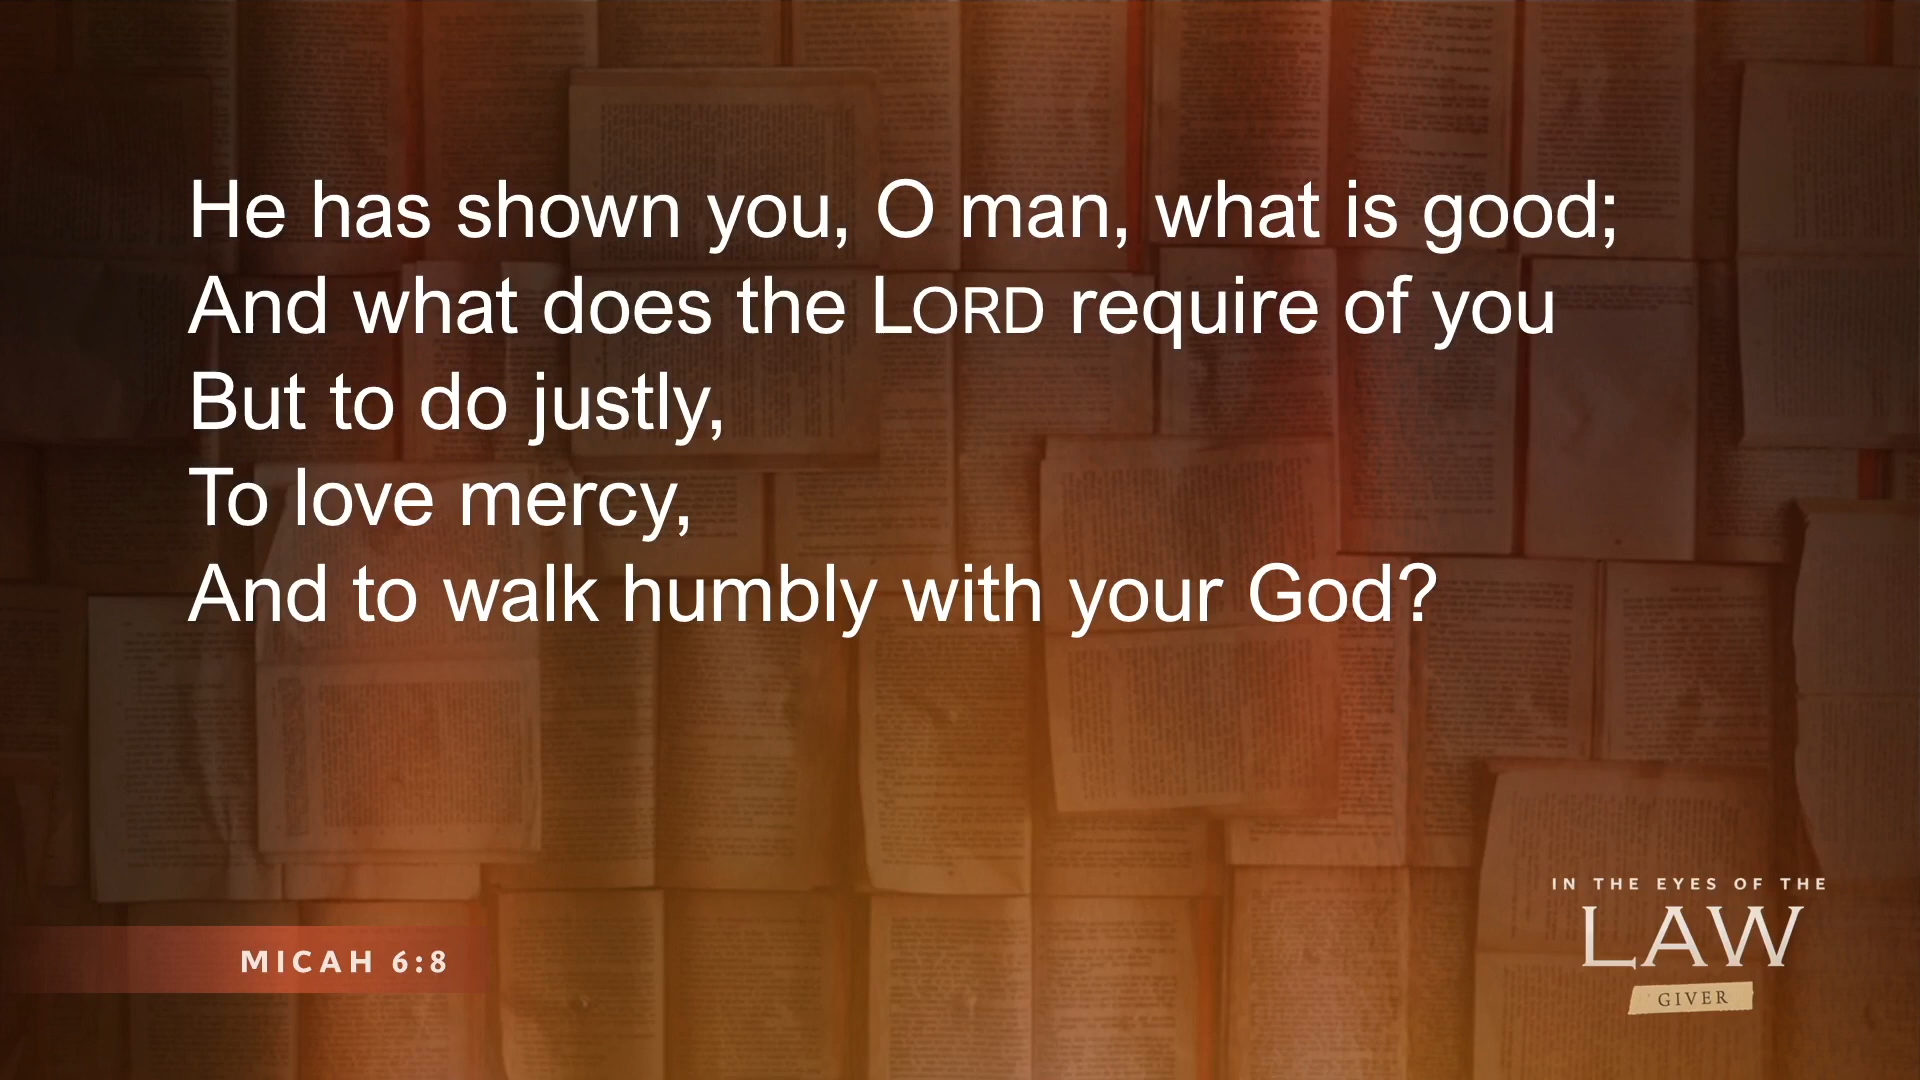 He has shown you, O man, what is good;
And what does the LORD require of you
But to do justly,
To love mercy,
And to walk humbly with your God?
MICAH 6:8
IN THE EYES OF THE
LAW
GIVER